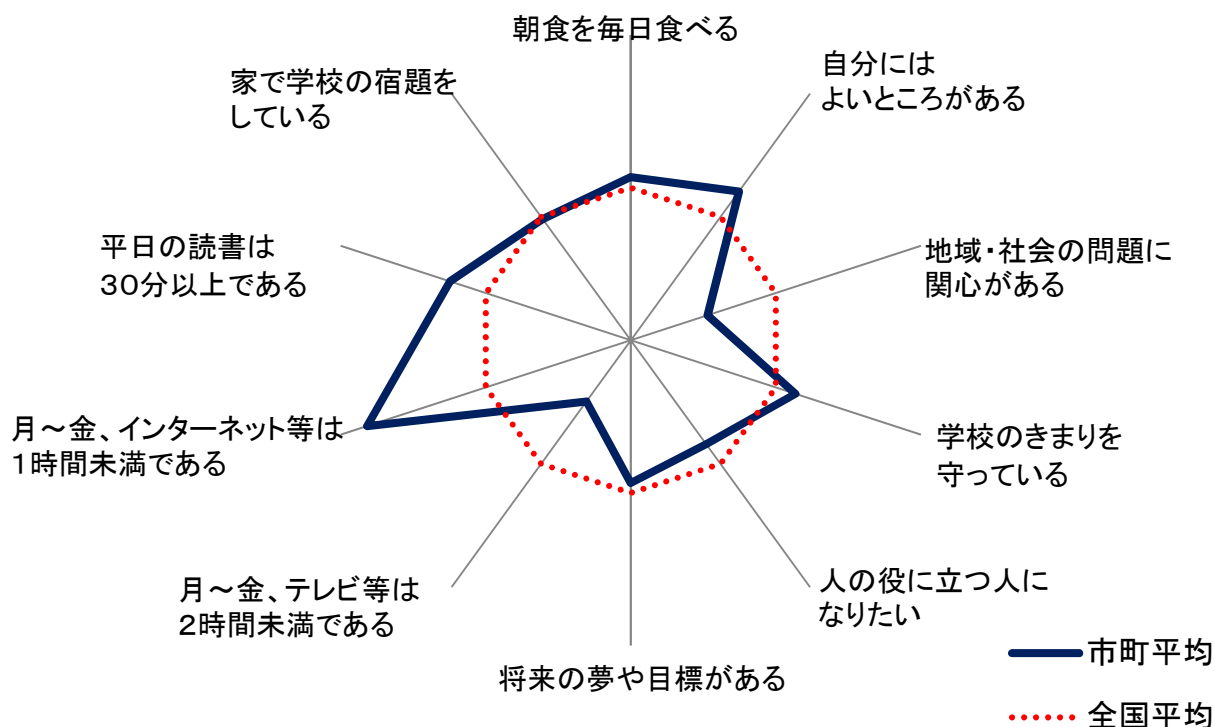 朝食を毎日食べる
自分には
よいところがある
地域・社会の問題に
関心がある
学校のきまりを
守っている
人の役に立つ人に
なりたい
将来の夢や目標がある
月～金、テレビ等は
２時間未満である
月～金、インターネット等は
１時間未満である
平日の読書は
３０分以上である
家で学校の宿題を
している
市町平均
全国平均